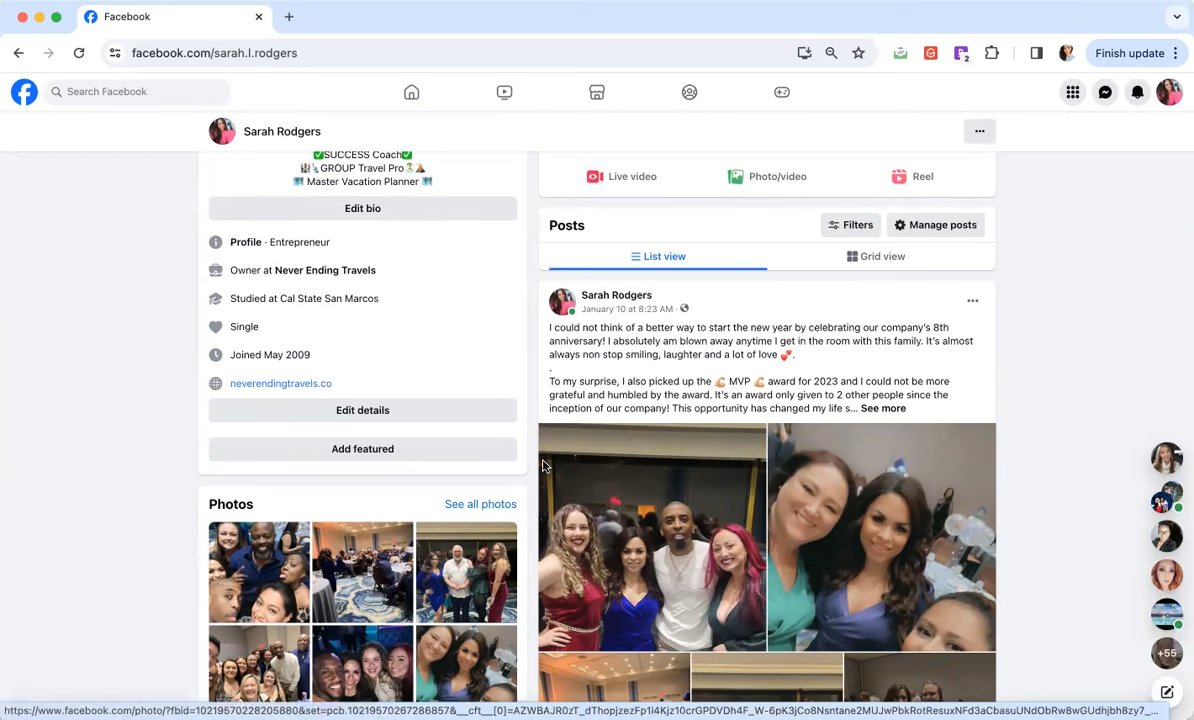 Facebook
facebook.com/sarah.l.rodgers
2
Finish update
Search Facebook
Sarah Rodgers
✅SUCCESS Coach✅
GROUP Travel Pro
Master Vacation Planner
Edit bio
Profile · Entrepreneur
Owner at Never Ending Travels
Studied at Cal State San Marcos
Single
Joined May 2009
neverendingtravels.co
Edit details
Add featured
Photos
See all photos
Live video
Photo/video
Reel
Posts
Filters
Manage posts
List view
Grid view
Sarah Rodgers
January 10 at 8:23 AM ·
I could not think of a better way to start the new year by celebrating our company's 8th
anniversary! I absolutely am blown away anytime I get in the room with this family. It's almost
always non stop smiling, laughter and a lot of love 💕.
.
To my surprise, I also picked up the 💪 MVP 💪 award for 2023 and I could not be more
grateful and humbled by the award. It's an award only given to 2 other people since the
inception of our company! This opportunity has changed my life s... See more
+55